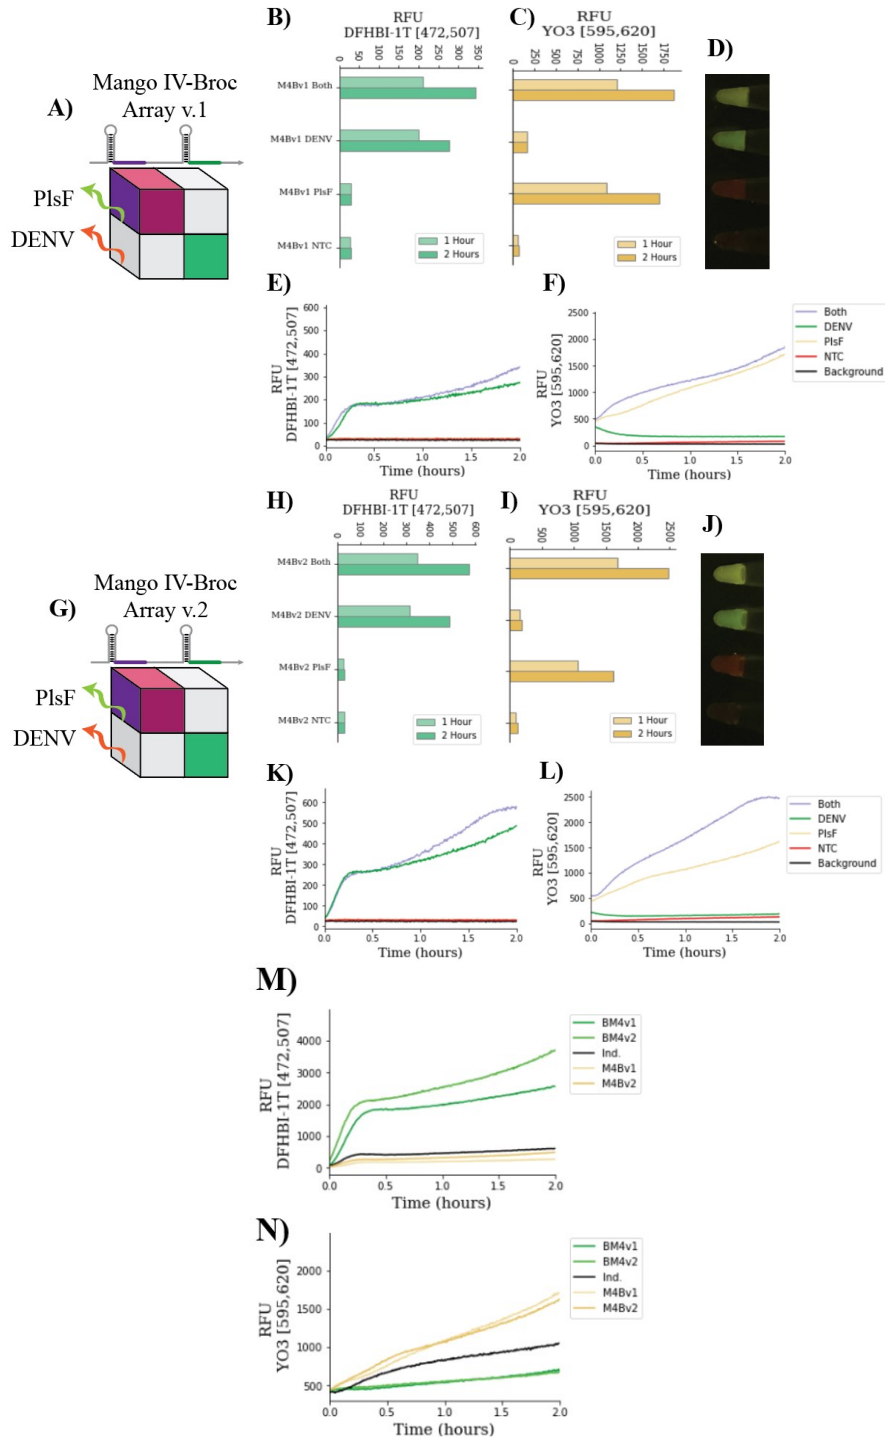 A)
Mango IV-Broc
Array v.1
PlsF
DENV
B)
RFU
DFHBI-1T [472,507]
0 50 100 150 200 250 300 350
M4Bv1 Both
M4Bv1 DENV
M4Bv1 PlsF
M4Bv1 NTC
1 Hour
2 Hours
C)
RFU
YO3 [595,620]
0 250 500 750 1000 1250 1500 1750
1 Hour
2 Hours
D)
E)
RFU
DFHBI-1T [472,507]
600
500
400
300
200
100
0
0.0 0.5 1.0 1.5 2.0
Time (hours)
F)
RFU
YO3 [595,620]
2500
2000
1500
1000
500
0
0.0 0.5 1.0 1.5 2.0
Time (hours)
Both
DENV
PlsF
NTC
Background
G)
Mango IV-Broc
Array v.2
PlsF
DENV
H)
RFU
DFHBI-1T [472,507]
0 100 200 300 400 500 600
M4Bv2 Both
M4Bv2 DENV
M4Bv2 PlsF
M4Bv2 NTC
1 Hour
2 Hours
I)
RFU
YO3 [595,620]
0 500 1000 1500 2000 2500
1 Hour
2 Hours
J)
K)
RFU
DFHBI-1T [472,507]
600
500
400
300
200
100
0
0.0 0.5 1.0 1.5 2.0
Time (hours)
L)
RFU
YO3 [595,620]
2500
2000
1500
1000
500
0
0.0 0.5 1.0 1.5 2.0
Time (hours)
Both
DENV
PlsF
NTC
Background
M)
RFU
DFHBI-1T [472,507]
4000
3000
2000
1000
0
0.0 0.5 1.0 1.5 2.0
Time (hours)
BM4v1
BM4v2
Ind.
M4Bv1
M4Bv2
N)
RFU
YO3 [595,620]
2000
1500
1000
500
0.0 0.5 1.0 1.5 2.0
Time (hours)
BM4v1
BM4v2
Ind.
M4Bv1
M4Bv2